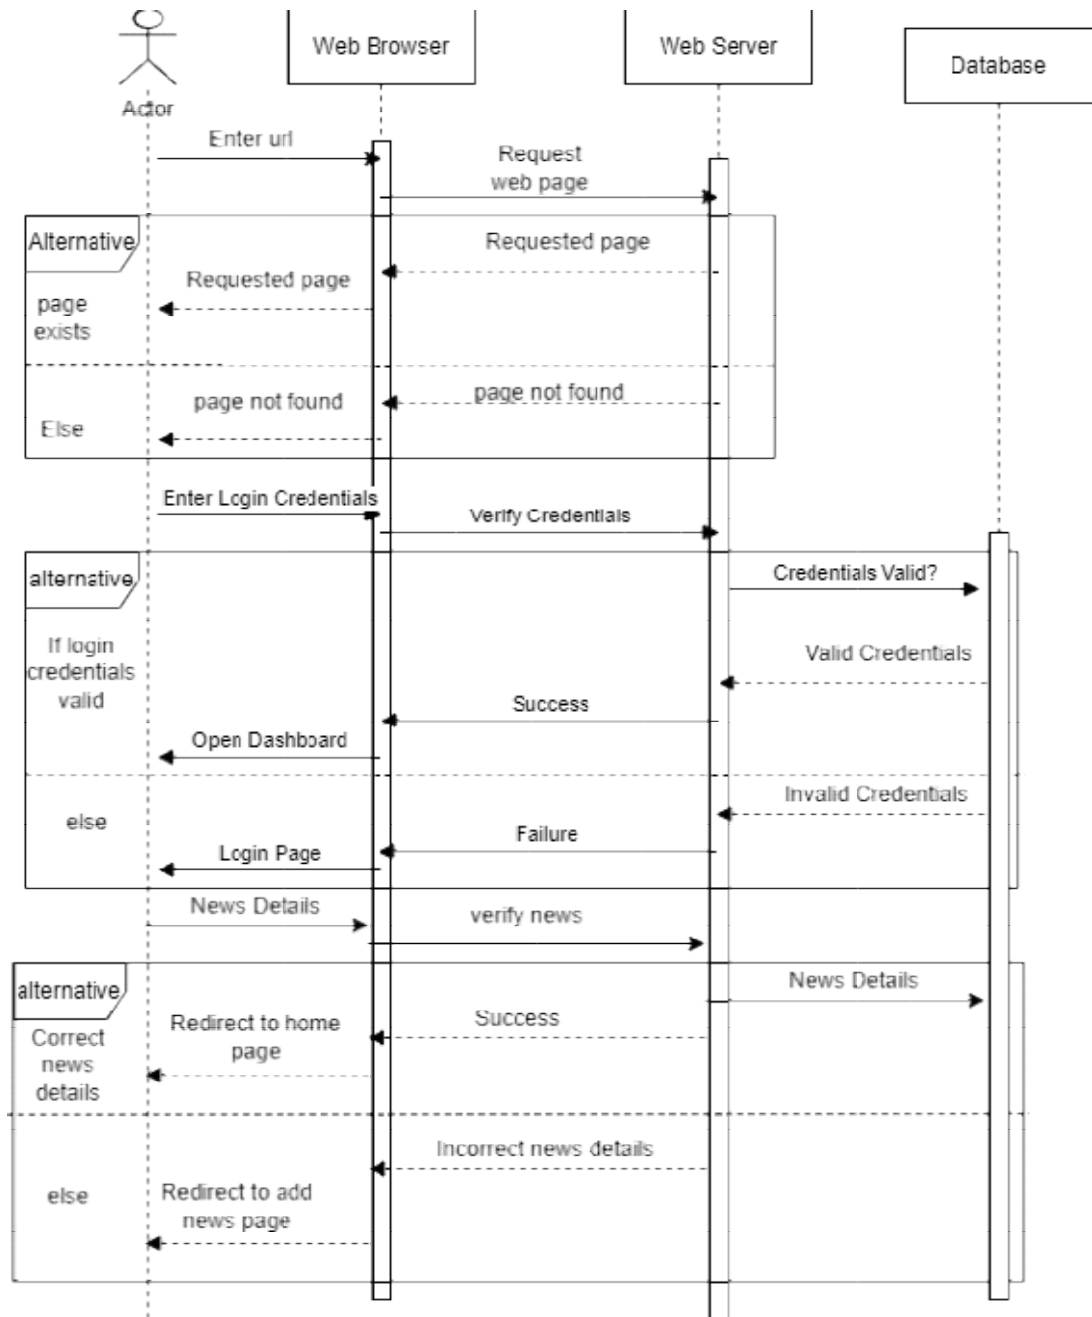 Web Browser
Web Server
Database
Actor
Enter url
Request
web page
Alternative
Requested page
Requested page
page
exists
page not found
page not found
Else
Enter Login Credentials
Verify Credentials
alternative
Credentials Valid?
If login
credentials
valid
Valid Credentials
Success
Open Dashboard
Invalid Credentials
else
Failure
Login Page
News Details
verify news
alternative
News Details
Success
Redirect to home
page
Correct
news
details
Incorrect news details
else
Redirect to add
news page